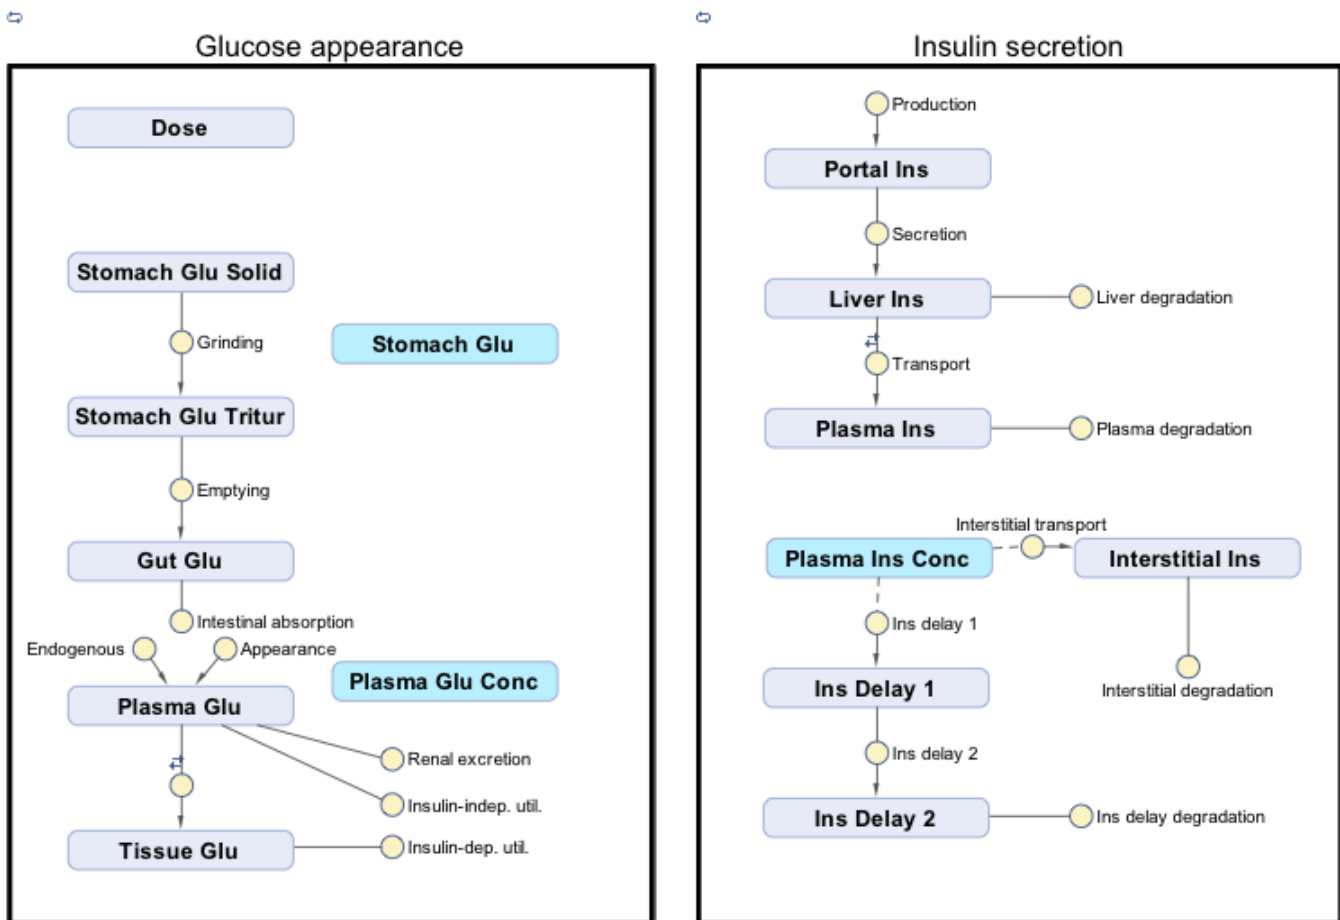 Glucose appearance
Dose
Stomach Glu Solid
Grinding
Stomach Glu
Stomach Glu Tritur
Emptying
Gut Glu
Intestinal absorption
Endogenous
Appearance
Plasma Glu Conc
Plasma Glu
Renal excretion
Insulin-indep. util.
Tissue Glu
Insulin-dep. util.
Insulin secretion
Production
Portal Ins
Secretion
Liver Ins
Liver degradation
Transport
Plasma Ins
Plasma degradation
Interstitial transport
Plasma Ins Conc
Interstitial Ins
Ins delay 1
Ins Delay 1
Interstitial degradation
Ins delay 2
Ins Delay 2
Ins delay degradation